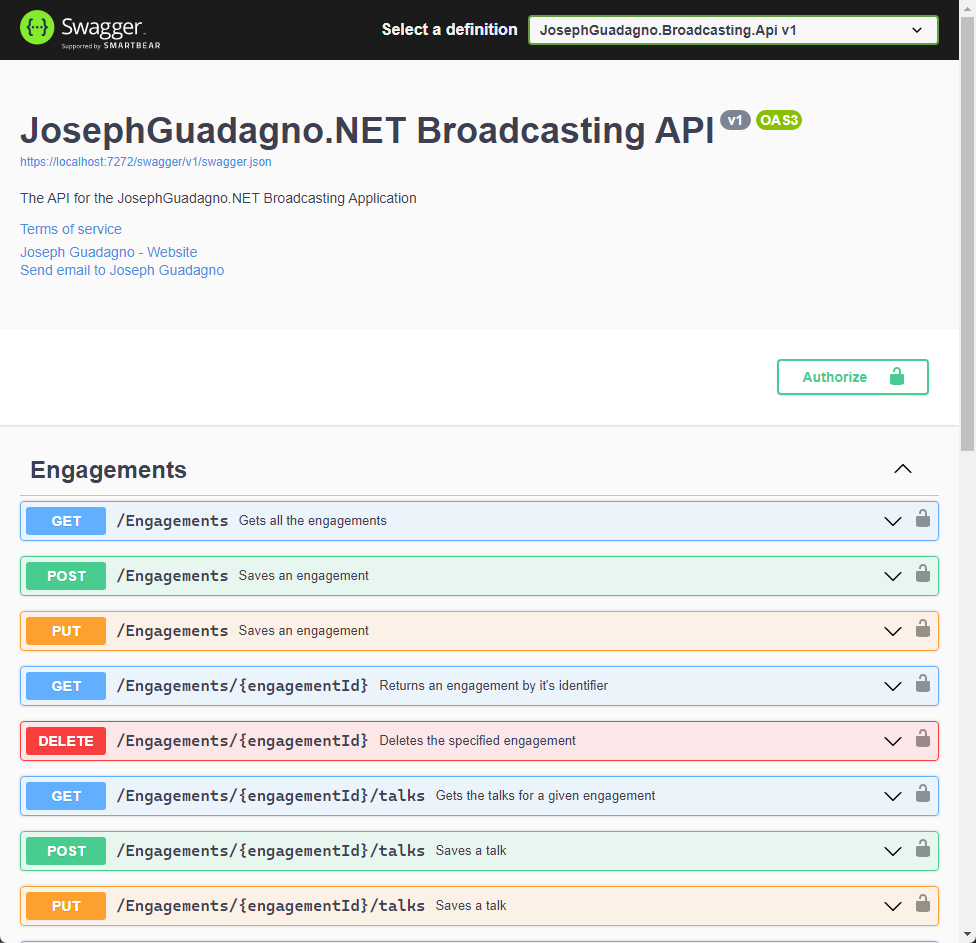 Swagger
Supported by SMARTBEAR
Select a definition
JosephGuadagno.Broadcasting.Api v1
JosephGuadagno.NET Broadcasting API v1 OAS3
https://localhost:7272/swagger/v1/swagger.json
The API for the JosephGuadagno.NET Broadcasting Application
Terms of service
Joseph Guadagno - Website
Send email to Joseph Guadagno
Authorize
Engagements
GET /Engagements Gets all the engagements
POST /Engagements Saves an engagement
PUT /Engagements Saves an engagement
GET /Engagements/{engagementId} Returns an engagement by it's identifier
DELETE /Engagements/{engagementId} Deletes the specified engagement
GET /Engagements/{engagementId}/talks Gets the talks for a given engagement
POST /Engagements/{engagementId}/talks Saves a talk
PUT /Engagements/{engagementId}/talks Saves a talk